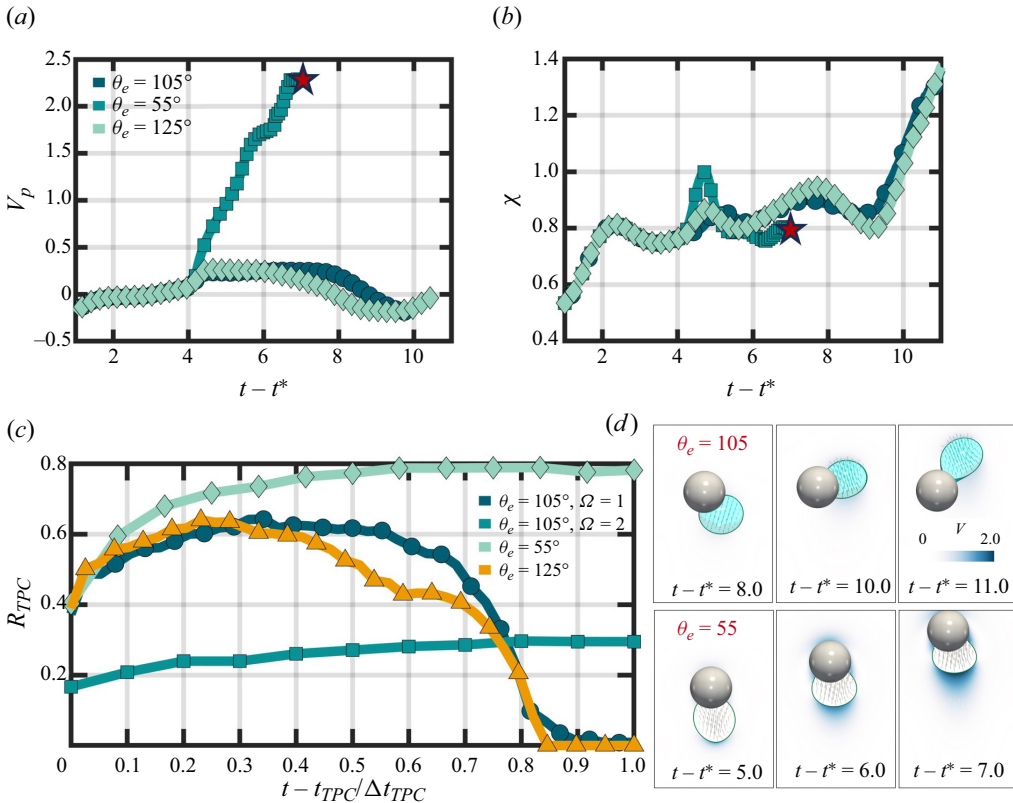 (a)
2.5
2.0
1.5
1.0
0.5
0
–0.5
V_p
θ_e = 105°
θ_e = 55°
θ_e = 125°
2 4 6 8 10
t – t*
(b)
1.4
1.2
1.0
0.8
0.6
0.4
χ
2 4 6 8 10
t – t*
(c)
0.8
0.6
0.4
0.2
R_TPC
θ_e = 105°, Ω = 1
θ_e = 105°, Ω = 2
θ_e = 55°
θ_e = 125°
0 0.1 0.2 0.3 0.4 0.5 0.6 0.7 0.8 0.9 1.0
t – t_TPC/Δt_TPC
(d)
θ_e = 105
V
0 2.0
t – t* = 8.0
t – t* = 10.0
t – t* = 11.0
θ_e = 55
t – t* = 5.0
t – t* = 6.0
t – t* = 7.0